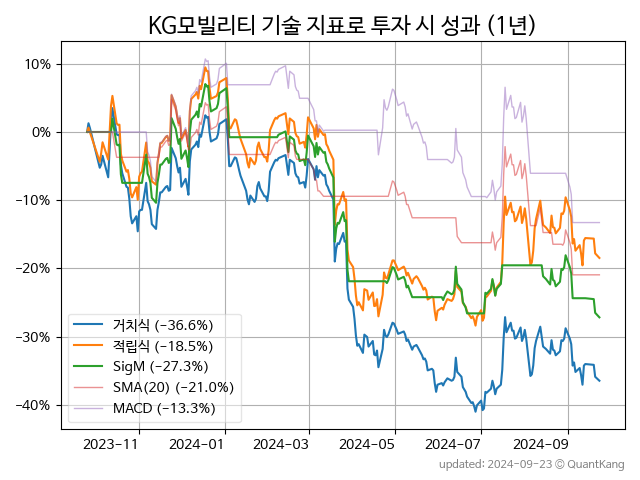 KG모빌리티 기술 지표로 투자 시 성과 (1년)
10%
0%
−10%
−20%
−30%
−40%
거치식 (−36.6%)
적립식 (−18.5%)
SigM (−27.3%)
SMA(20) (−21.0%)
MACD (−13.3%)
2023-11 2024-01 2024-03 2024-05 2024-07 2024-09
updated: 2024-09-23 © QuantKang